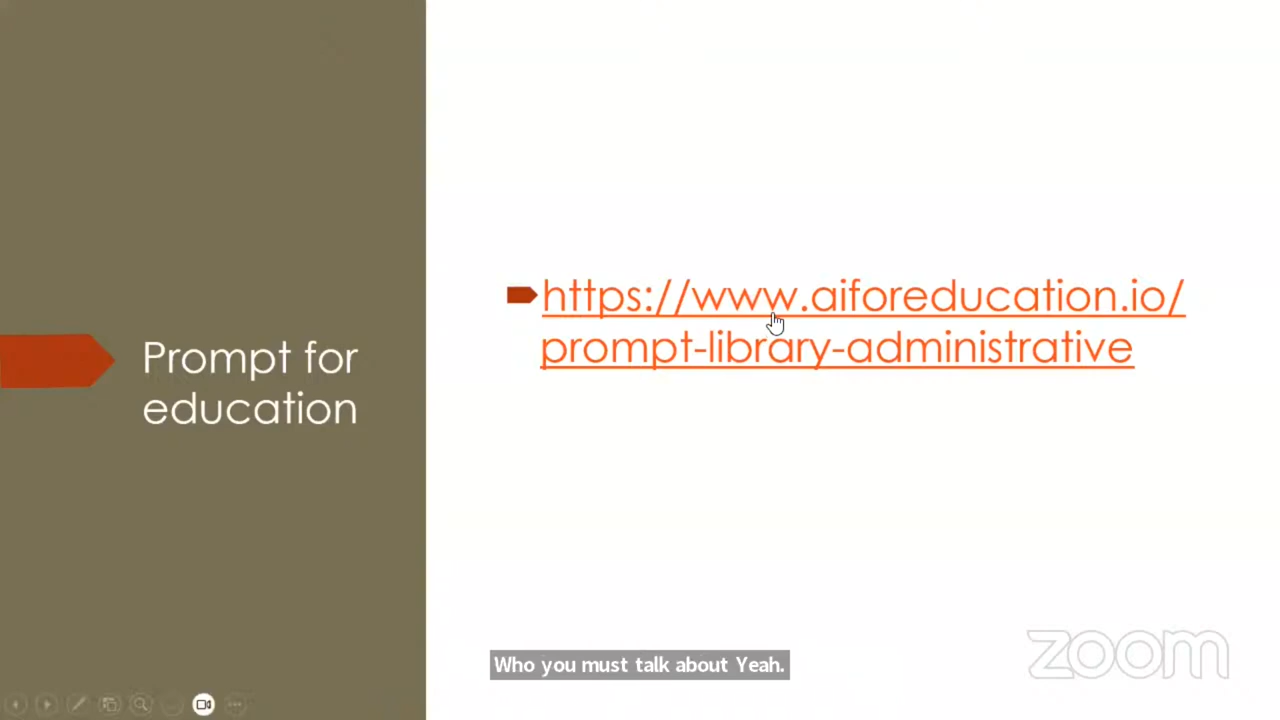 Prompt for
education
https://www.aiforeducation.io/
prompt-library-administrative
Who you must talk about Yeah.
zoom